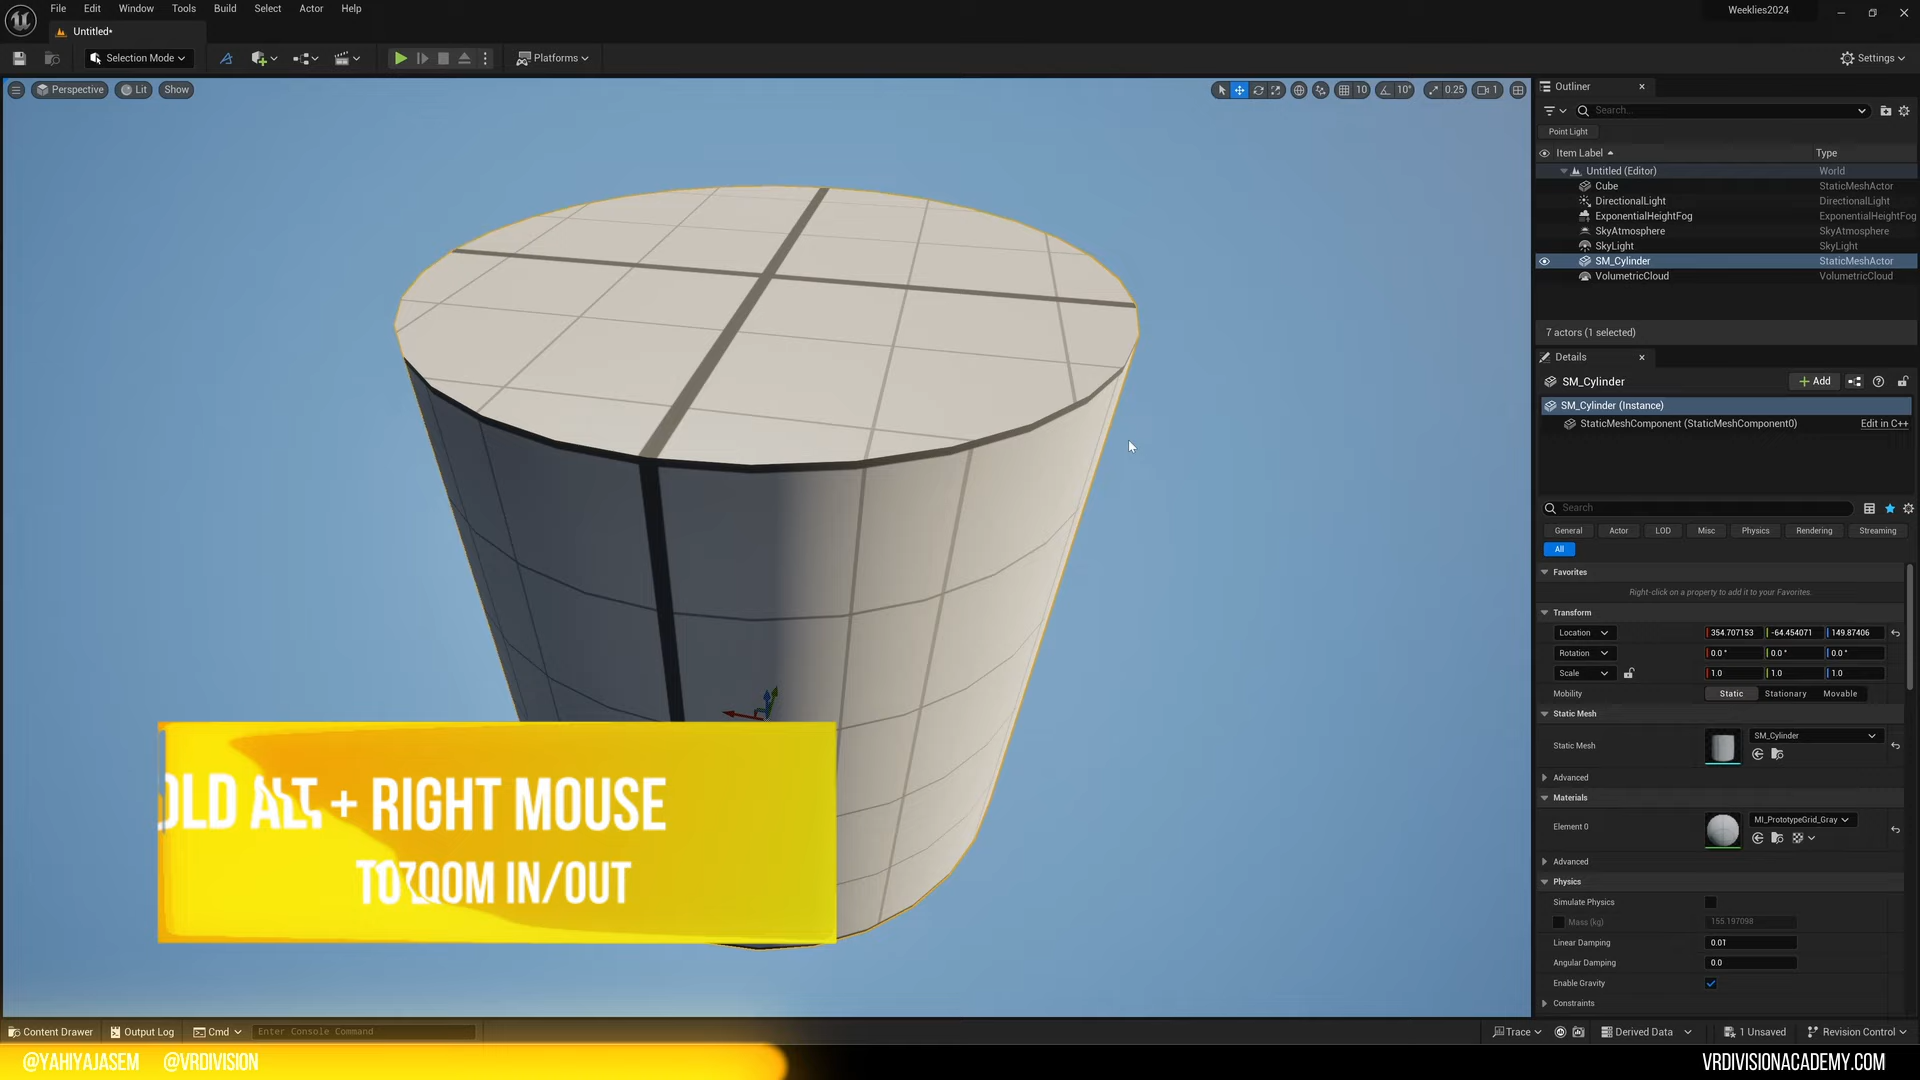 File Edit Window Tools Build Select Actor Help
Weeklies2024
Untitled*
Selection Mode
Platforms
Settings
Perspective Lit Show
10 10° 0.25 1
Outliner
Search...
Point Light
Item Label Type
Untitled (Editor) World
Cube StaticMeshActor
DirectionalLight DirectionalLight
ExponentialHeightFog ExponentialHeightFog
SkyAtmosphere SkyAtmosphere
SkyLight SkyLight
SM_Cylinder StaticMeshActor
VolumetricCloud VolumetricCloud
7 actors (1 selected)
Details
SM_Cylinder
+ Add
SM_Cylinder (Instance)
StaticMeshComponent (StaticMeshComponent0) Edit in C++
Search
General Actor LOD Misc Physics Rendering Streaming
All
Favorites
Right-click on a property to add it to your Favorites.
Transform
Location 354.707153 -64.454071 149.87406
Rotation 0.0° 0.0° 0.0°
Scale 1.0 1.0 1.0
Mobility Static Stationary Movable
Static Mesh
Static Mesh SM_Cylinder
Advanced
Materials
Element 0 MI_PrototypeGrid_Gray
Advanced
Physics
Simulate Physics
Mass (kg) 155.197098
Linear Damping 0.01
Angular Damping 0.0
Enable Gravity
Constraints
OLD ALT + RIGHT MOUSE
TO ZOOM IN/OUT
Content Drawer Output Log Cmd Enter Console Command
Trace Derived Data 1 Unsaved Revision Control
@YAHIYAJASEM @VRDIVISION
VRDIVISIONACADEMY.COM